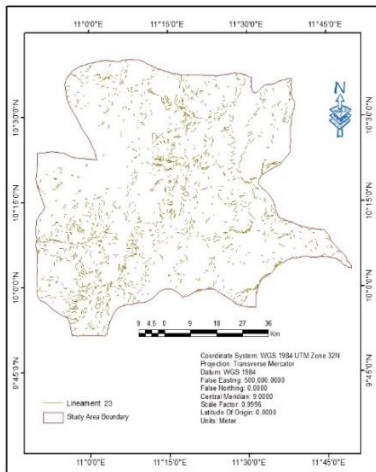 11°0'0"E 11°15'0"E 11°30'0"E 11°45'0"E
N
10°30'0"N 10°30'0"N
10°15'0"N 10°15'0"N
10°0'0"N 10°0'0"N
9°45'0"N 9°45'0"N
9 4.5 0 9 18 27 36
Km
Coordinate System: WGS 1984 UTM Zone 32N
Projection: Transverse Mercator
Datum: WGS 1984
False Easting: 500,000.0000
False Northing: 0.0000
Central Meridian: 9.0000
Scale Factor: 0.9996
Latitude Of Origin: 0.0000
Units: Meter
Lineament 23
Study Area Boundary
11°0'0"E 11°15'0"E 11°30'0"E 11°45'0"E